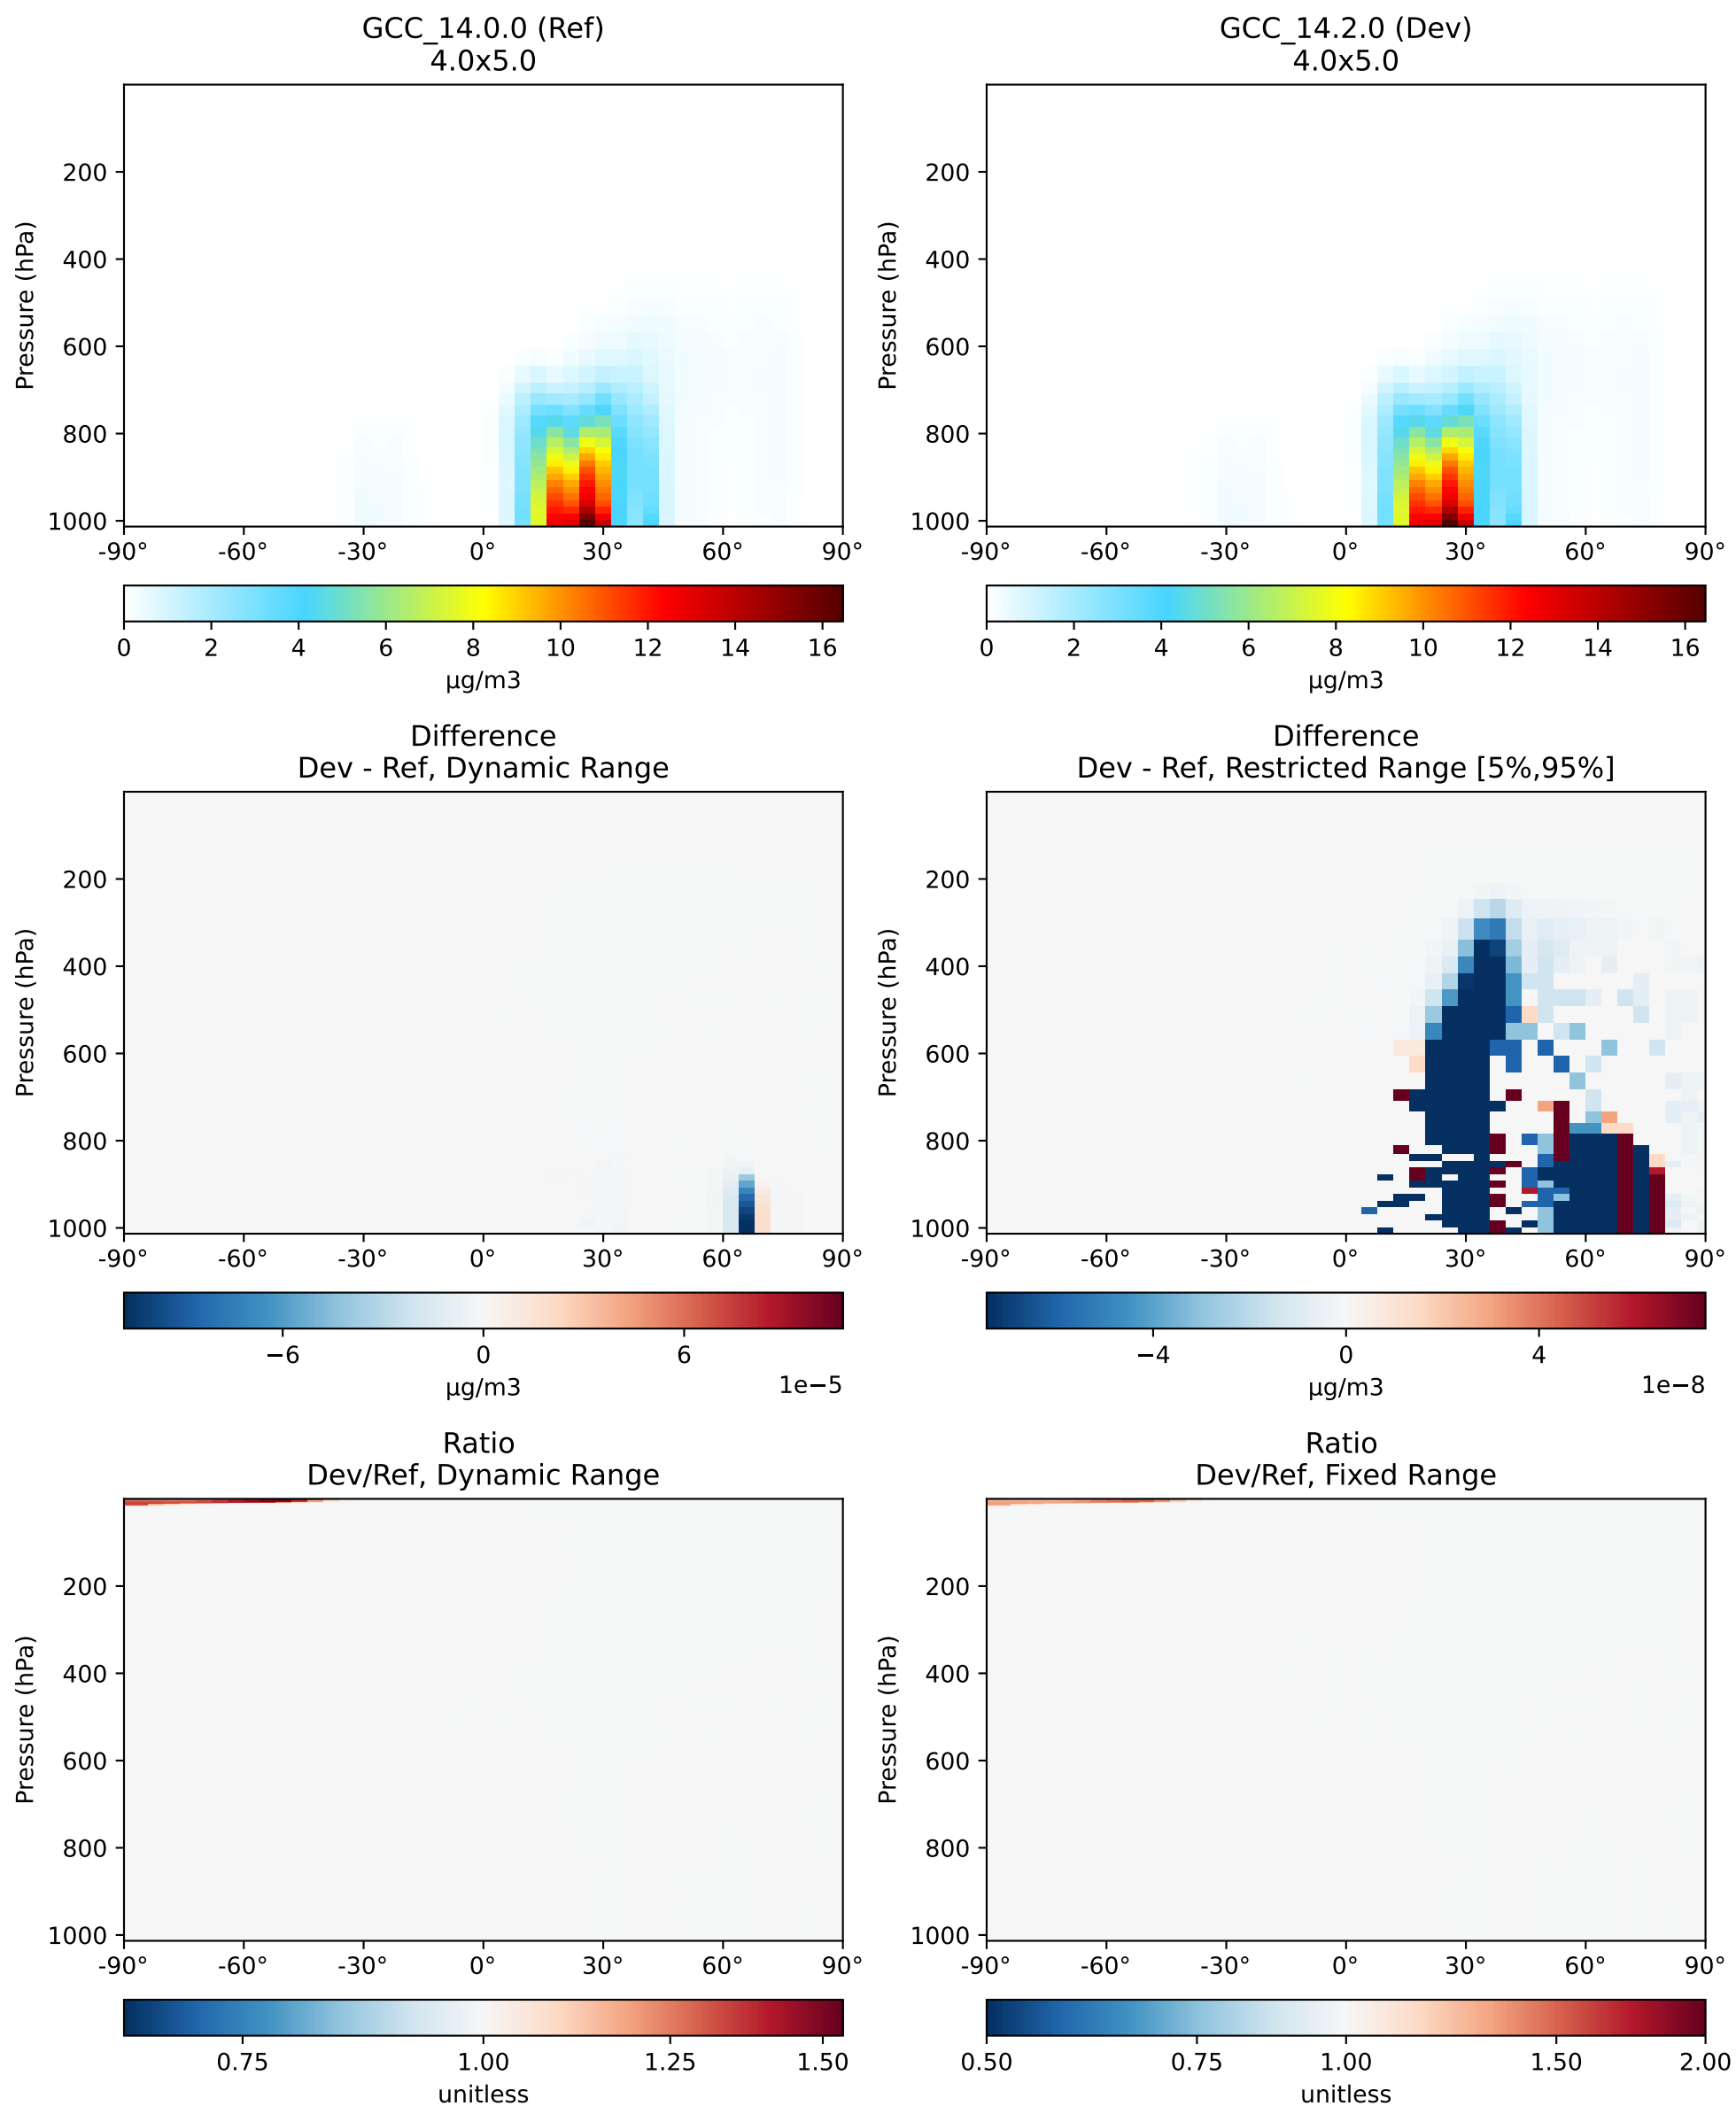 GCC_14.0.0 (Ref)
4.0x5.0
Pressure (hPa)
200
400
600
800
1000
-90° -60° -30° 0° 30° 60° 90°
0 2 4 6 8 10 12 14 16
µg/m3
GCC_14.2.0 (Dev)
4.0x5.0
Pressure (hPa)
200
400
600
800
1000
-90° -60° -30° 0° 30° 60° 90°
0 2 4 6 8 10 12 14 16
µg/m3
Difference
Dev - Ref, Dynamic Range
Pressure (hPa)
200
400
600
800
1000
-90° -60° -30° 0° 30° 60° 90°
−6 0 6
µg/m3 1e−5
Difference
Dev - Ref, Restricted Range [5%,95%]
Pressure (hPa)
200
400
600
800
1000
-90° -60° -30° 0° 30° 60° 90°
−4 0 4
µg/m3 1e−8
Ratio
Dev/Ref, Dynamic Range
Pressure (hPa)
200
400
600
800
1000
-90° -60° -30° 0° 30° 60° 90°
0.75 1.00 1.25 1.50
unitless
Ratio
Dev/Ref, Fixed Range
Pressure (hPa)
200
400
600
800
1000
-90° -60° -30° 0° 30° 60° 90°
0.50 0.75 1.00 1.50 2.00
unitless